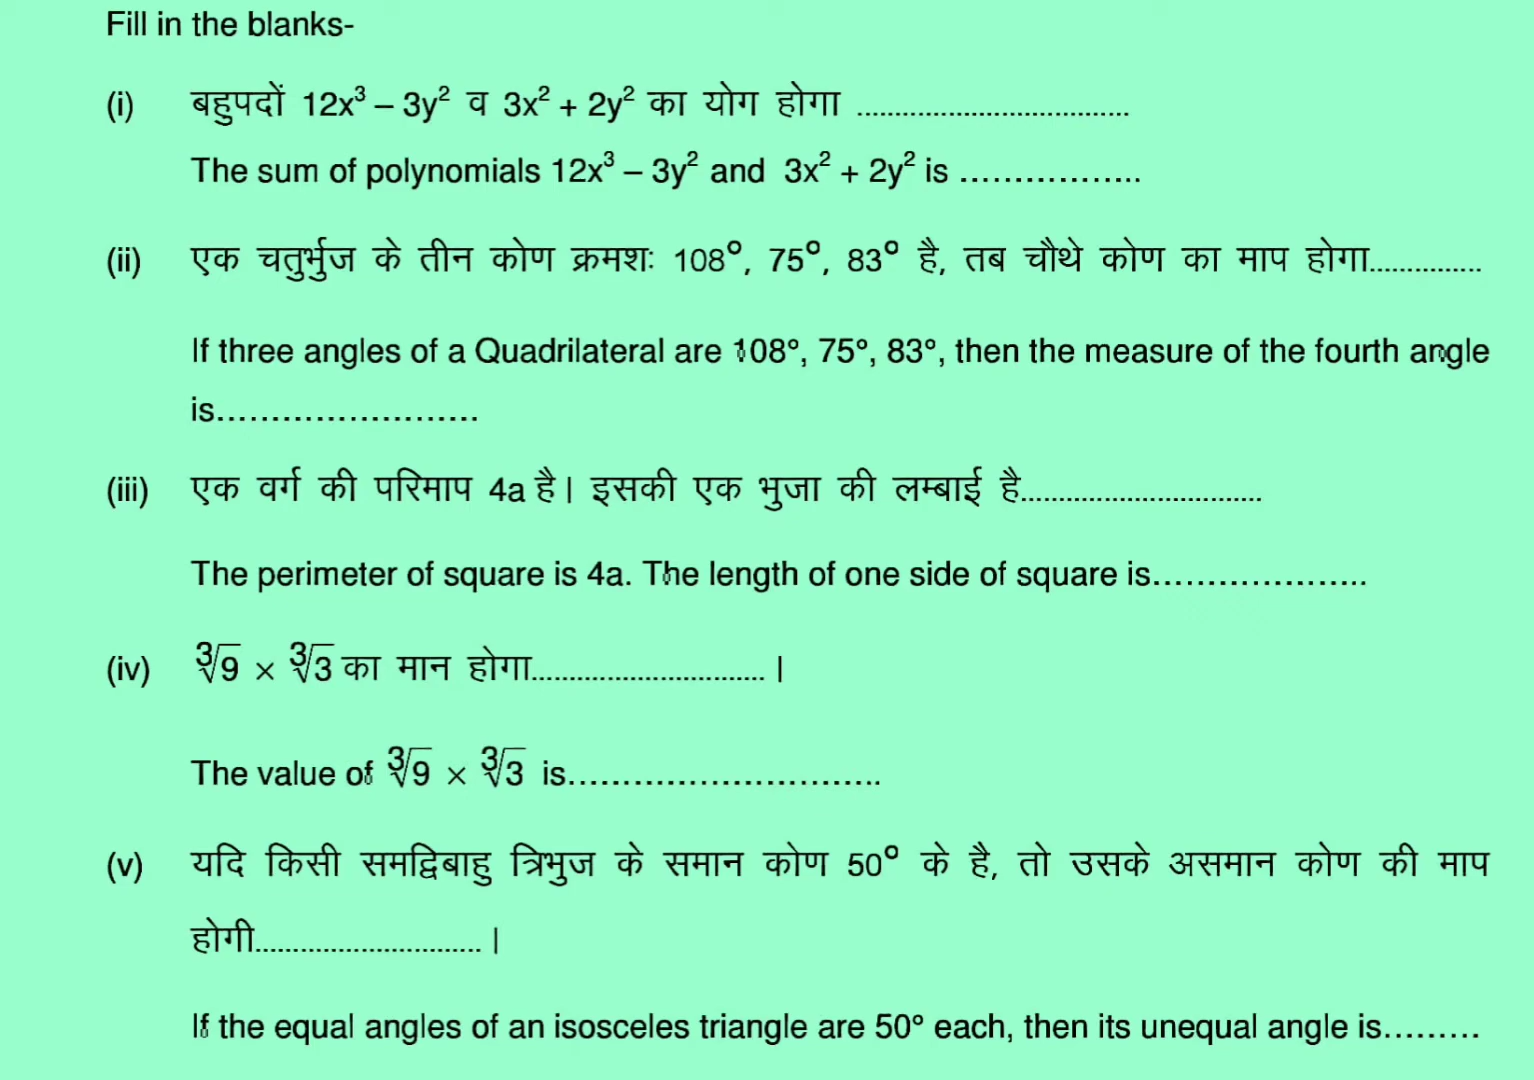 Fill in the blanks-
(i) बहुपदों 12x³ – 3y² व 3x² + 2y² का योग होगा ....................................
The sum of polynomials 12x³ – 3y² and 3x² + 2y² is ……………..
(ii) एक चतुर्भुज के तीन कोण क्रमशः 108°, 75°, 83° है, तब चौथे कोण का माप होगा...............
If three angles of a Quadrilateral are 108°, 75°, 83°, then the measure of the fourth angle
is……………………
(iii) एक वर्ग की परिमाप 4a है। इसकी एक भुजा की लम्बाई है................................
The perimeter of square is 4a. The length of one side of square is…………………
(iv) ∛9 × ∛3 का मान होगा............................... |
The value of ∛9 × ∛3 is………………………..
(v) यदि किसी समद्विबाहु त्रिभुज के समान कोण 50° के है, तो उसके असमान कोण की माप
होगी.............................. |
If the equal angles of an isosceles triangle are 50° each, then its unequal angle is………